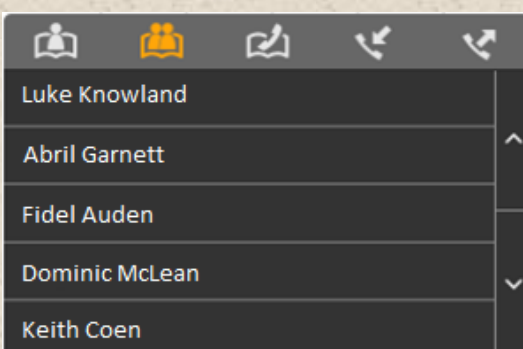 Luke Knowland
Abril Garnett
Fidel Auden
Dominic McLean
Keith Coen